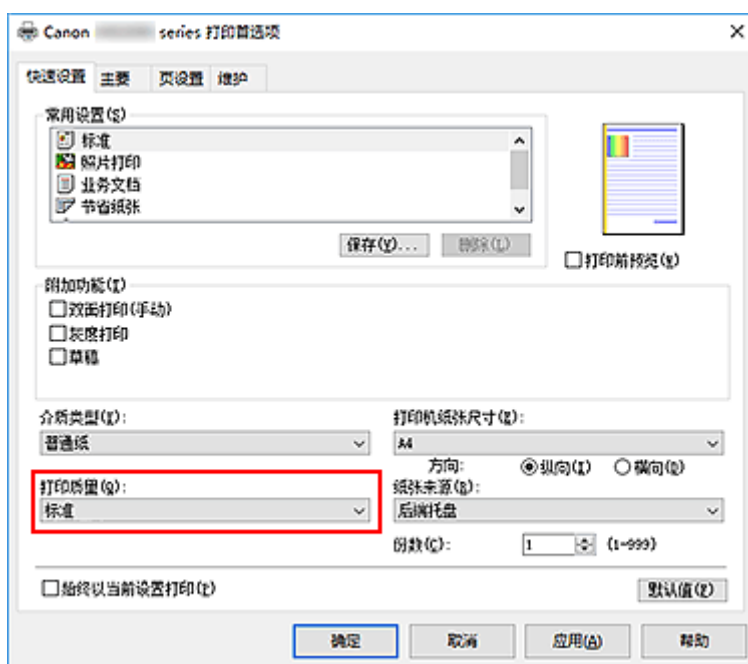 Canon series 打印首选项
快速设置 主要 页设置 维护
常用设置(S)
标准
照片打印
业务文档
节省纸张
保存(V)... 删除(L)
打印前预览(W)
附加功能(I)
双面打印(手动)
灰度打印
草稿
介质类型(Y): 打印机纸张尺寸(Z):
普通纸 A4
方向: 纵向(I) 横向(D)
打印质量(Q): 纸张来源(B):
标准 后端托盘
份数(C): 1 (1-999)
始终以当前设置打印(P) 默认值(F)
确定 取消 应用(A) 帮助